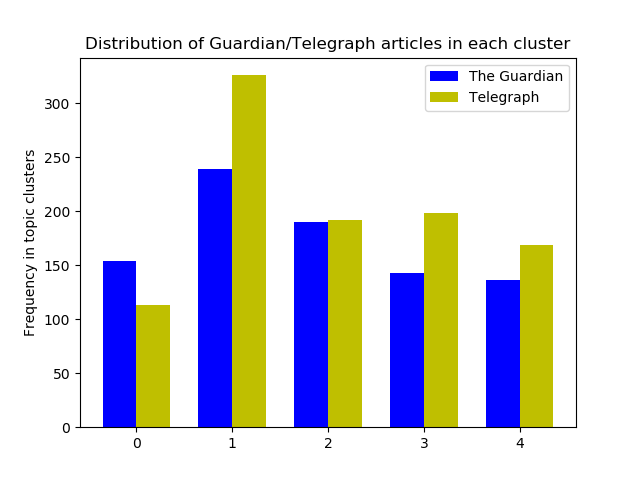 Distribution of Guardian/Telegraph articles in each cluster
The Guardian
Telegraph
Frequency in topic clusters
300
250
200
150
100
50
0
0 1 2 3 4